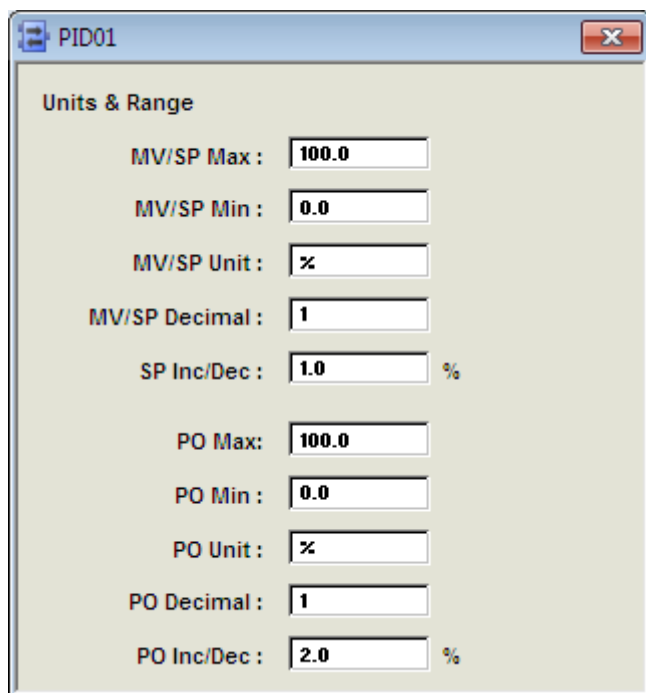 PID01
Units & Range
MV/SP Max : 100.0
MV/SP Min : 0.0
MV/SP Unit : %
MV/SP Decimal : 1
SP Inc/Dec : 1.0 %
PO Max: 100.0
PO Min : 0.0
PO Unit : %
PO Decimal : 1
PO Inc/Dec : 2.0 %